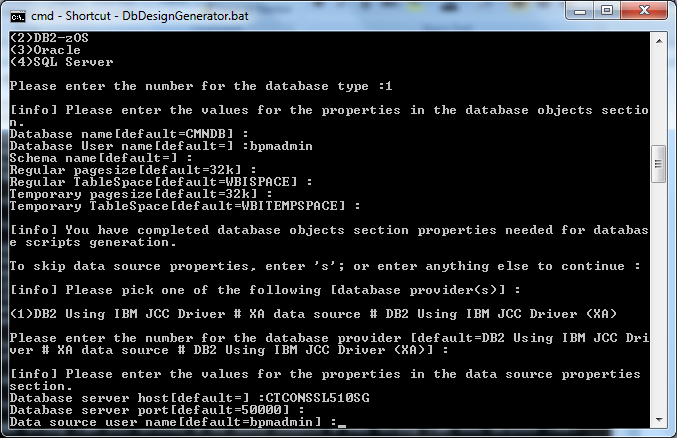 cmd - Shortcut - DbDesignGenerator.bat
(2)DB2-zOS
(3)Oracle
(4)SQL Server
Please enter the number for the database type :1
[info] Please enter the values for the properties in the database objects sectio
n.
Database name[default=CMNDB] :
Database User name[default=] :bpmadmin
Schema name[default=] :
Regular pagesize[default=32k] :
Regular TableSpace[default=WBISPACE] :
Temporary pagesize[default=32k] :
Temporary TableSpace[default=WBITEMPSPACE] :
[info] You have completed database objects section properties needed for databas
e scripts generation.
To skip data source properties, enter 's'; or enter anything else to continue :
[info] Please pick one of the following [database provider(s)] :
(1)DB2 Using IBM JCC Driver # XA data source # DB2 Using IBM JCC Driver (XA)
Please enter the number for the database provider [default=DB2 Using IBM JCC Dri
ver # XA data source # DB2 Using IBM JCC Driver (XA)] :
[info] Please enter the values for the properties in the data source properties
section.
Database server host[default=] :CTCONSSL510SG
Database server port[default=50000] :
Data source user name[default=bpmadmin] :_